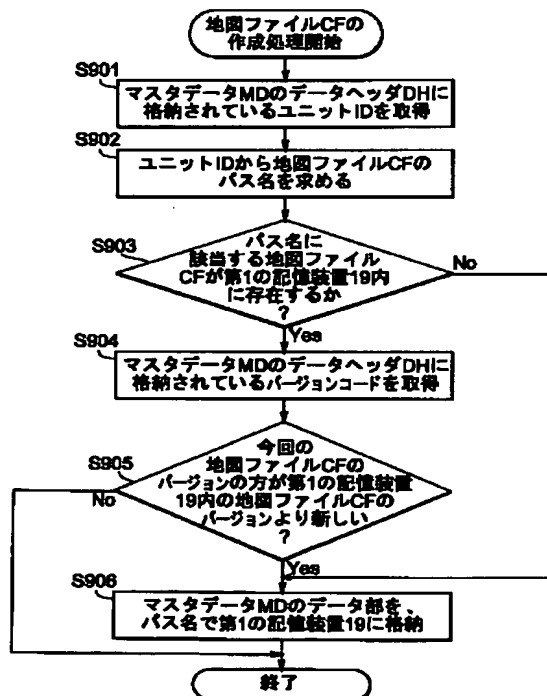 地図ファイルCFの
作成処理開始
S901
マスタデータMDのデータヘッダDHに
格納されているユニットIDを取得
S902
ユニットIDから地図ファイルCFの
パス名を求める
S903
パス名に
該当する地図ファイル
CFが第1の記憶装置19内
に存在するか
?
No
Yes
S904
マスタデータMDのデータヘッダDHに
格納されているバージョンコードを取得
S905
今回の
地図ファイルCFの
バージョンの方が第1の記憶装置
19内の地図ファイルCFの
バージョンより新しい
?
No
Yes
S906
マスタデータMDのデータ部を、
パス名で第1の記憶装置19に格納
終了